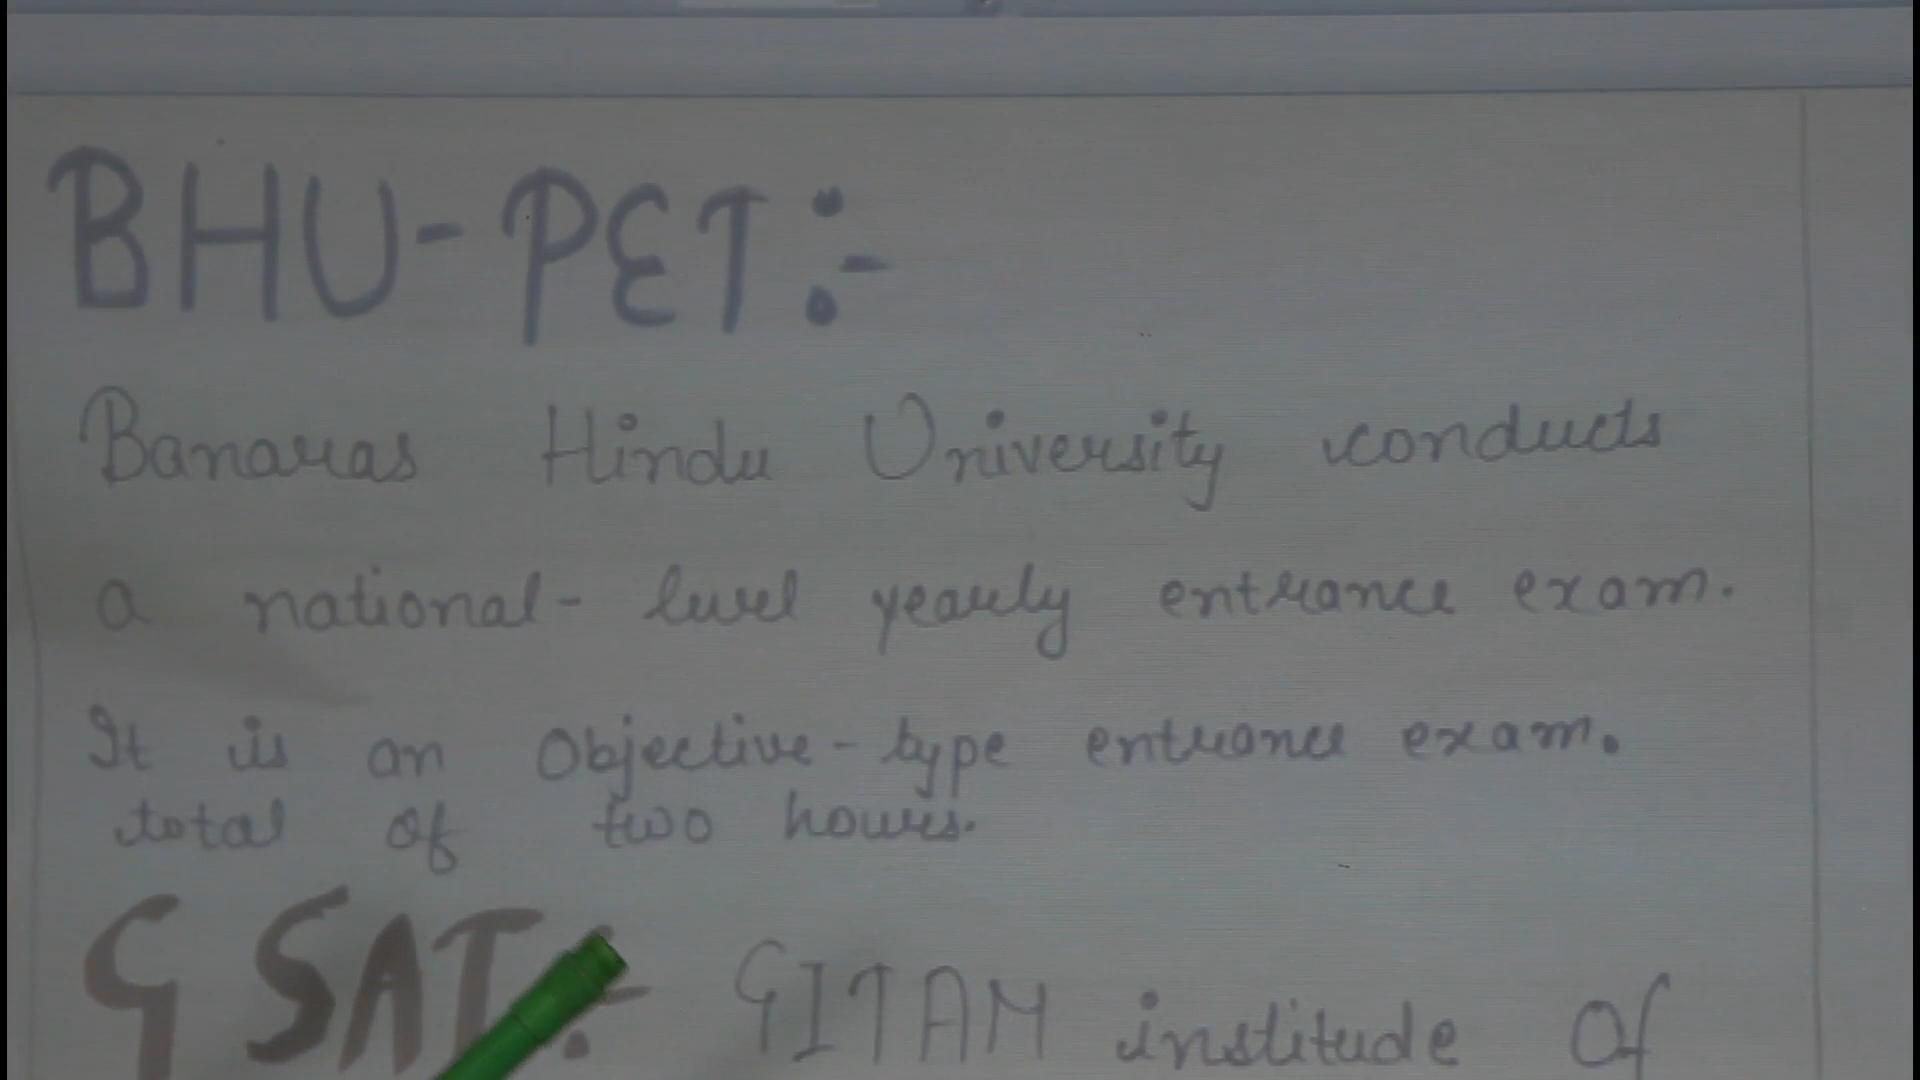 BHU-PET:-
Banaras Hindu University conducts
a national-level yearly entrance exam.
It is an Objective-type entrance exam.
total of two hours.
G SAT:- GITAM institude Of